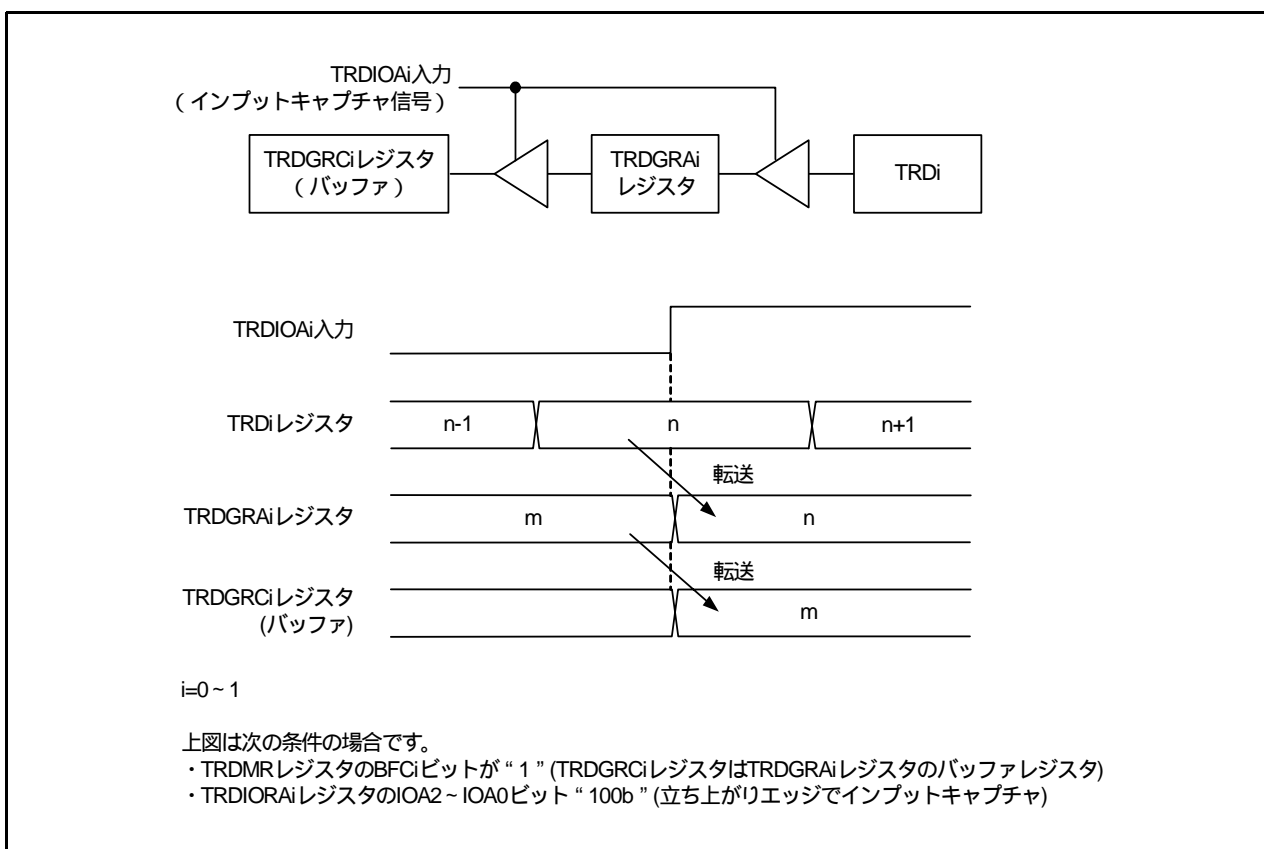 TRDIOAi入力
(インプットキャプチャ信号)
TRDGRCiレジスタ
(バッファ)
TRDGRAi
レジスタ
TRDi
TRDIOAi入力
TRDiレジスタ
n-1
n
n+1
転送
TRDGRAiレジスタ
m
n
転送
TRDGRCiレジスタ
(バッファ)
m
i=0~1
上図は次の条件の場合です。
・TRDMRレジスタのBFCiビットが“1”(TRDGRCiレジスタはTRDGRAiレジスタのバッファレジスタ)
・TRDIORAiレジスタのIOA2~IOA0ビット“100b”(立ち上がりエッジでインプットキャプチャ)